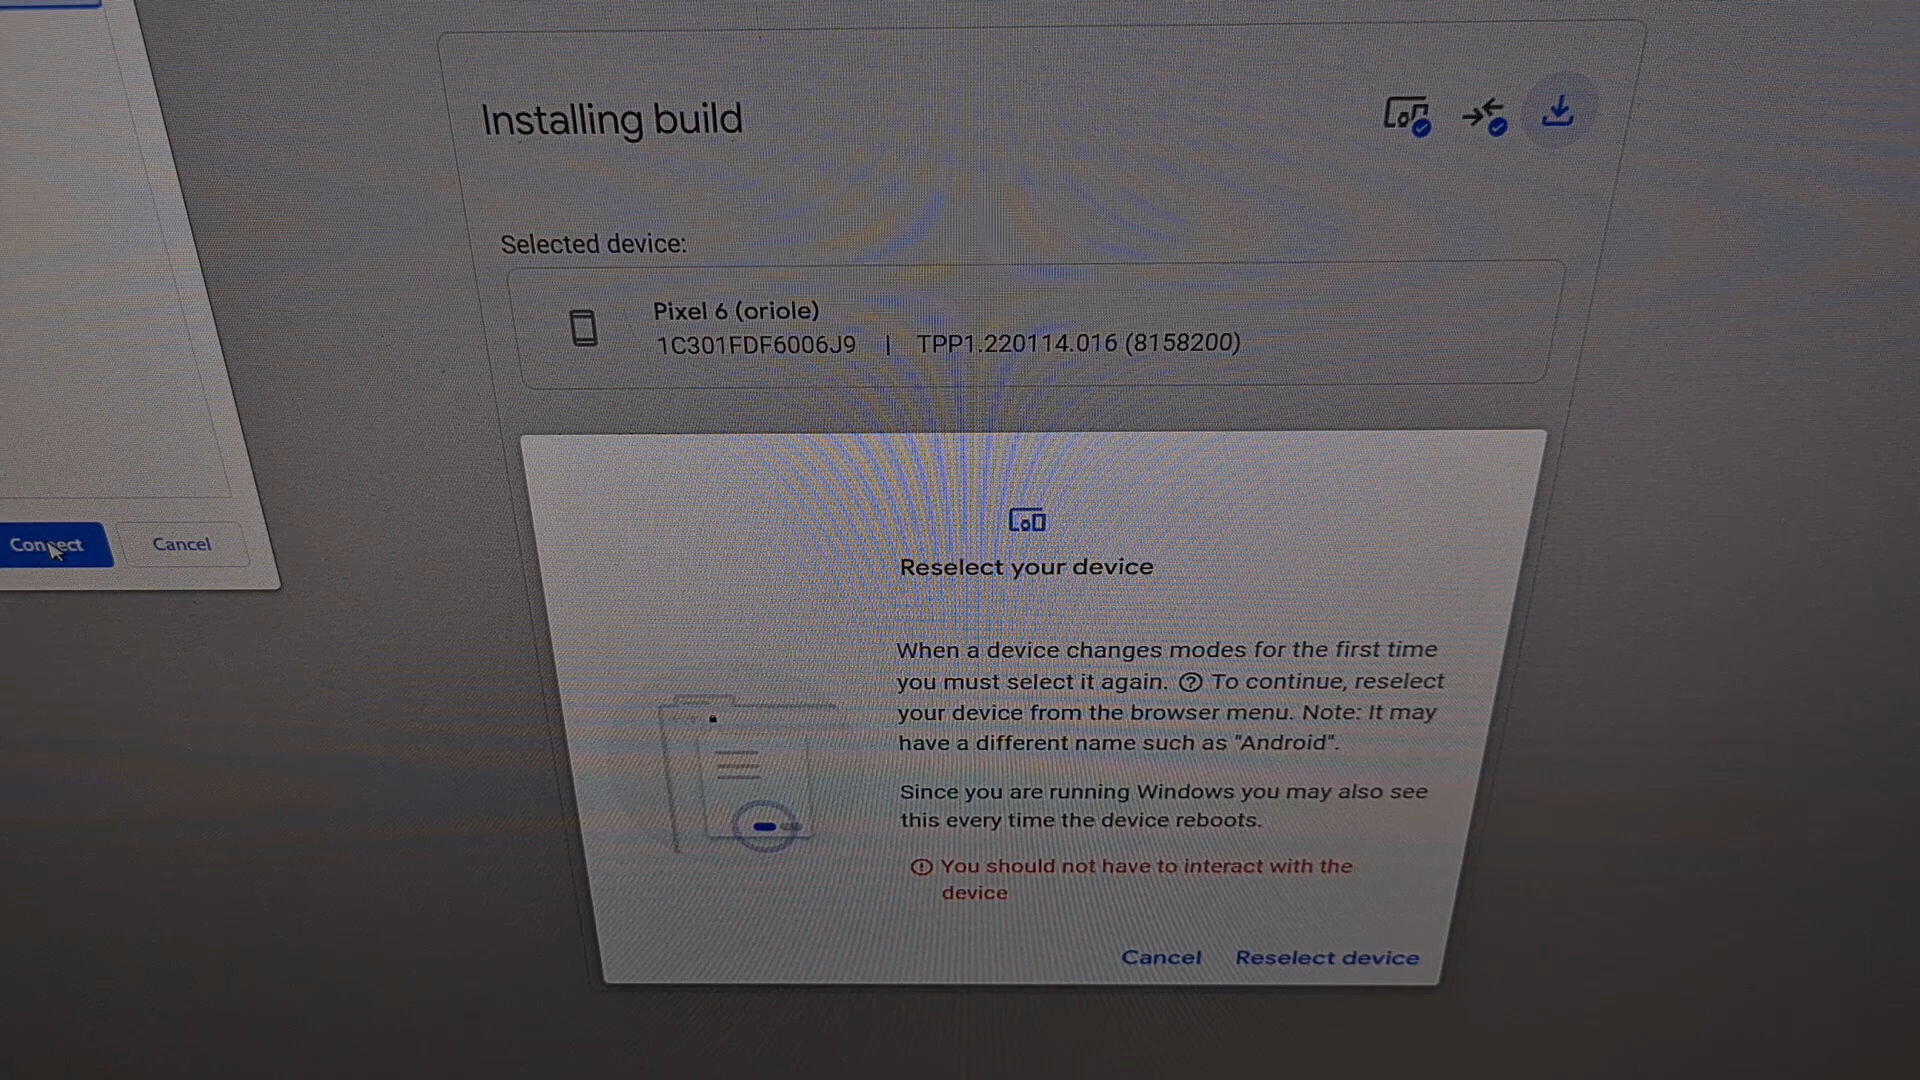 Installing build
Selected device:
Pixel 6 (oriole)
1C301FDF6006J9 | TPP1.220114.016 (8158200)
Connect
Cancel
Reselect your device
When a device changes modes for the first time
you must select it again. To continue, reselect
your device from the browser menu. Note: It may
have a different name such as "Android".
Since you are running Windows you may also see
this every time the device reboots.
You should not have to interact with the
device
Cancel
Reselect device